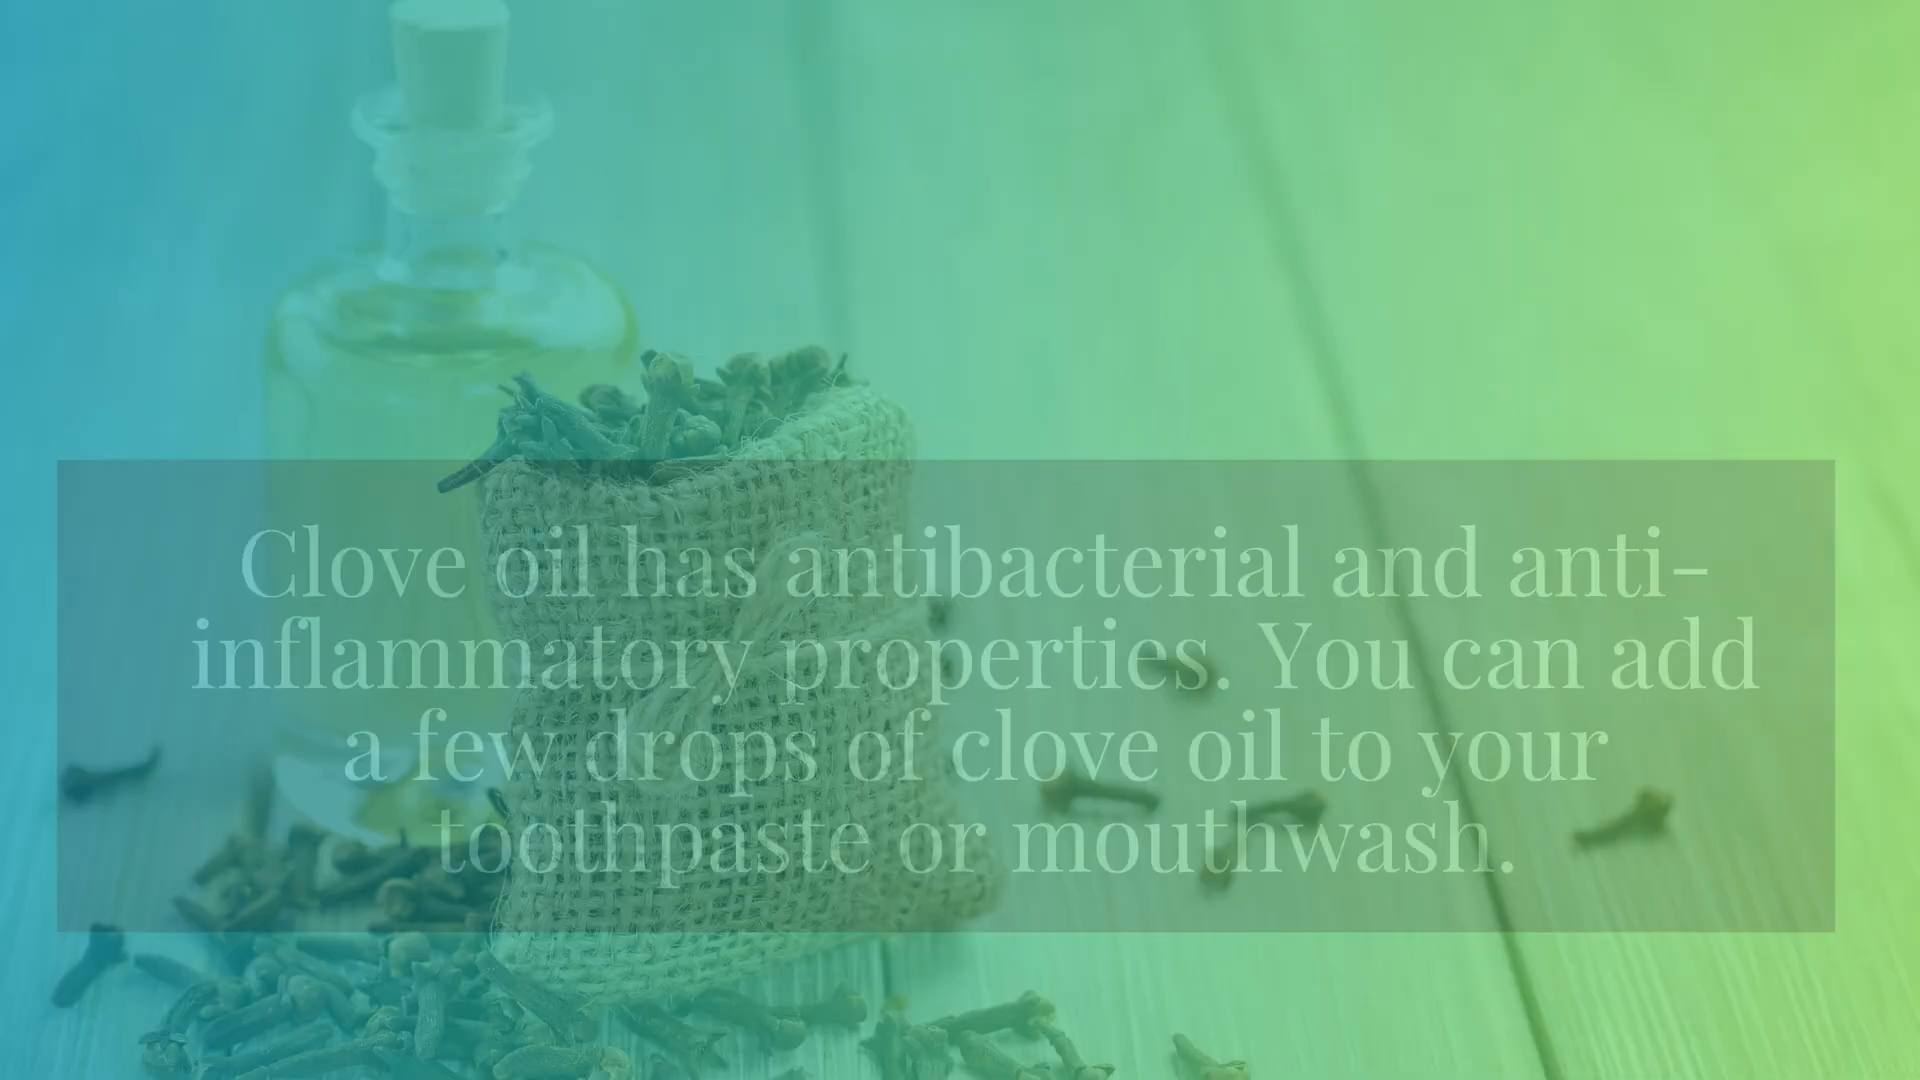 Clove oil has antibacterial and anti-
inflammatory properties. You can add
a few drops of clove oil to your
toothpaste or mouthwash.